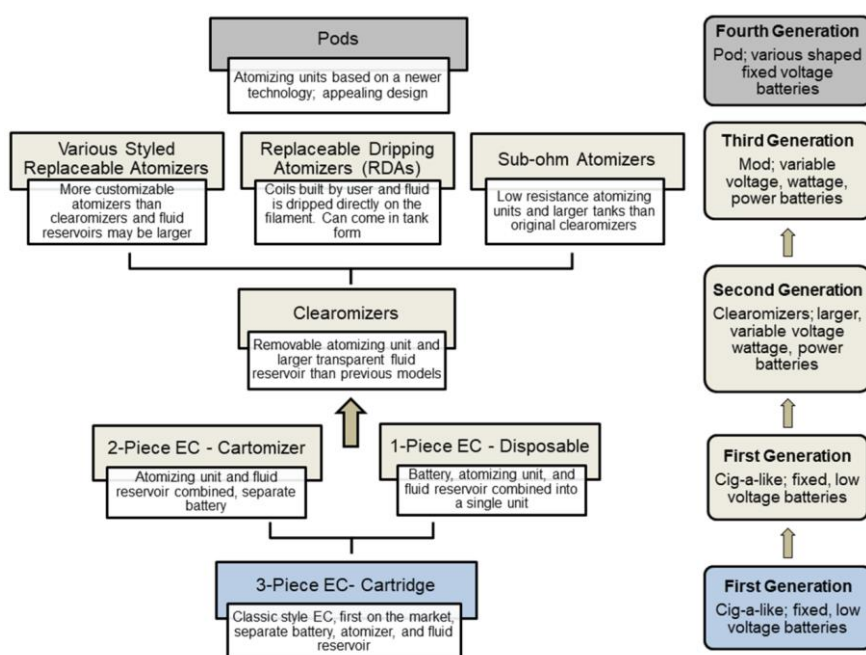 Pods
Atomizing units based on a newer
technology; appealing design
Fourth Generation
Pod; various shaped
fixed voltage
batteries
Various Styled
Replaceable Atomizers
More customizable
atomizers than
clearomizers and fluid
reservoirs may be larger
Replaceable Dripping
Atomizers (RDAs)
Coils built by user and fluid
is dripped directly on the
filament. Can come in tank
form
Sub-ohm Atomizers
Low resistance atomizing
units and larger tanks than
original clearomizers
Third Generation
Mod; variable
voltage, wattage,
power batteries
Clearomizers
Removable atomizing unit and
larger transparent fluid
reservoir than previous models
Second Generation
Clearomizers; larger,
variable voltage
wattage, power
batteries
2-Piece EC - Cartomizer
Atomizing unit and fluid
reservoir combined, separate
battery
1-Piece EC - Disposable
Battery, atomizing unit, and
fluid reservoir combined into
a single unit
First Generation
Cig-a-like; fixed, low
voltage batteries
3-Piece EC- Cartridge
Classic style EC, first on the market,
separate battery, atomizer, and fluid
reservoir
First Generation
Cig-a-like; fixed, low
voltage batteries